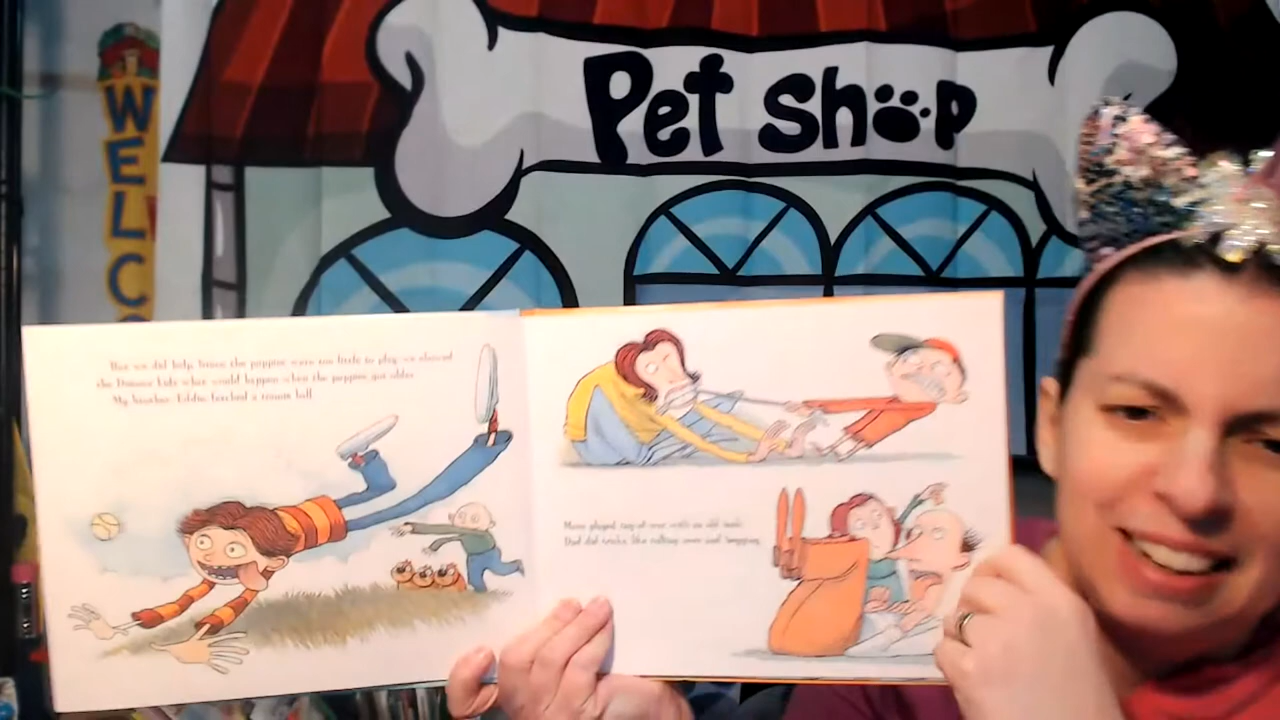 Pet Shop
WELC
But we did help. Since the puppies were too little to play, we showed
the Dinnos kids what would happen when the puppies got older.
My brother Eddie fetched a tennis ball.
Mom played tug-of-war with an old sock.
Dad did tricks like rolling over and begging.